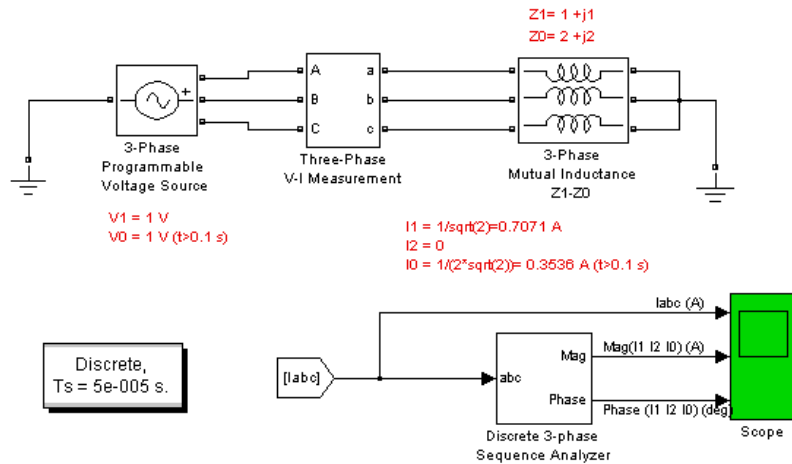 Z1= 1 +j1
Z0= 2 +j2
A
B
C
a
b
c
+
3-Phase
Programmable
Voltage Source
Three-Phase
V-I Measurement
3-Phase
Mutual Inductance
Z1-Z0
V1 = 1 V
V0 = 1 V (t>0.1 s)
I1 = 1/sqrt(2)=0.7071 A
I2 = 0
I0 = 1/(2*sqrt(2))= 0.3536 A (t>0.1 s)
Discrete,
Ts = 5e-005 s.
[Iabc]
abc
Mag
Phase
Discrete 3-phase
Sequence Analyzer
Iabc (A)
Mag(I1 I2 I0) (A)
Phase (I1 I2 I0) (deg)
Scope